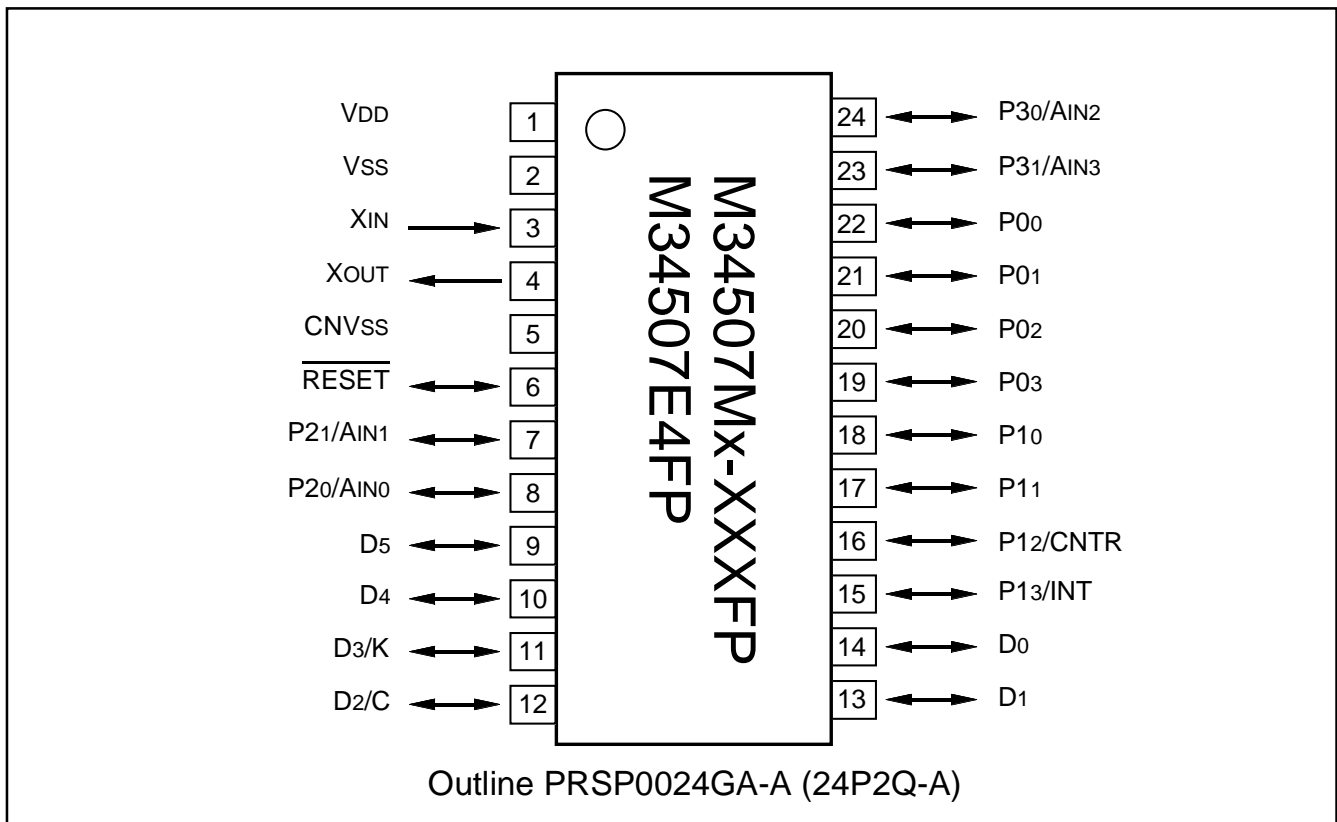 VDD 1
VSS 2
XIN 3
XOUT 4
CNVSS 5
RESET 6
P21/AIN1 7
P20/AIN0 8
D5 9
D4 10
D3/K 11
D2/C 12
M34507Mx-XXXFP
M34507E4FP
24 P30/AIN2
23 P31/AIN3
22 P00
21 P01
20 P02
19 P03
18 P10
17 P11
16 P12/CNTR
15 P13/INT
14 D0
13 D1
Outline PRSP0024GA-A (24P2Q-A)